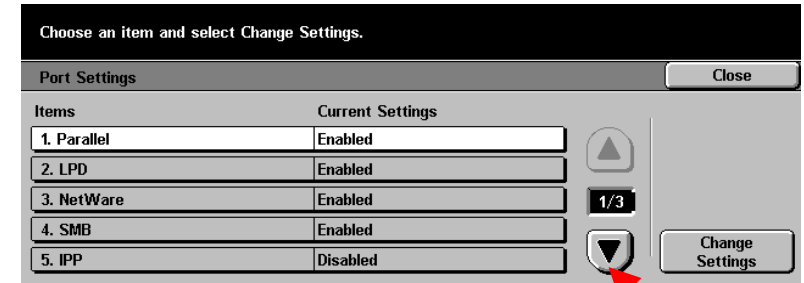 Choose an item and select Change Settings.
Port Settings
Close
Items Current Settings
1. Parallel Enabled
2. LPD Enabled
3. NetWare Enabled
1/3
4. SMB Enabled
5. IPP Disabled
Change
Settings